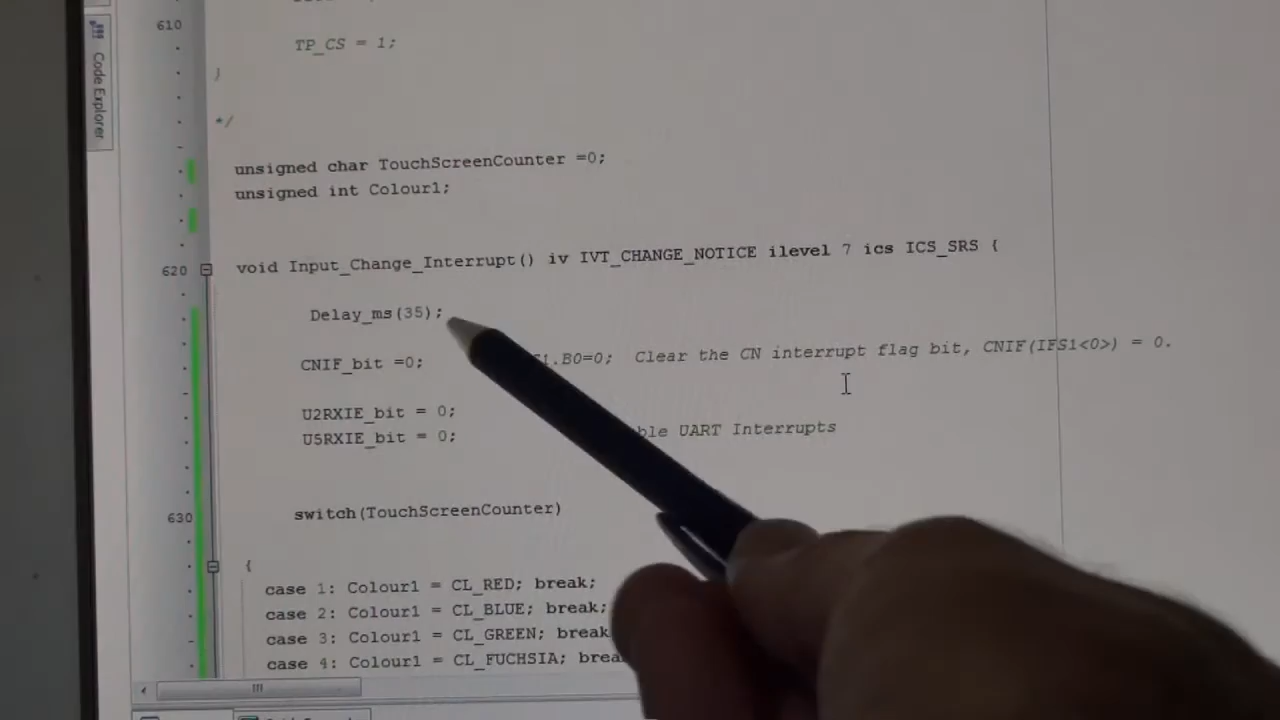 610
TP_CS = 1;
}
*/
Code Explorer
unsigned char TouchScreenCounter =0;
unsigned int Colour1;
620 void Input_Change_Interrupt() iv IVT_CHANGE_NOTICE ilevel 7 ics ICS_SRS {
Delay_ms(35);
CNIF_bit =0; .B0=0; Clear the CN interrupt flag bit, CNIF(IFS1<0>) = 0.
U2RXIE_bit = 0;
U5RXIE_bit = 0; UART Interrupts
630 switch(TouchScreenCounter)
{
case 1: Colour1 = CL_RED; break;
case 2: Colour1 = CL_BLUE; break;
case 3: Colour1 = CL_GREEN; break
case 4: Colour1 = CL_FUCHSIA;